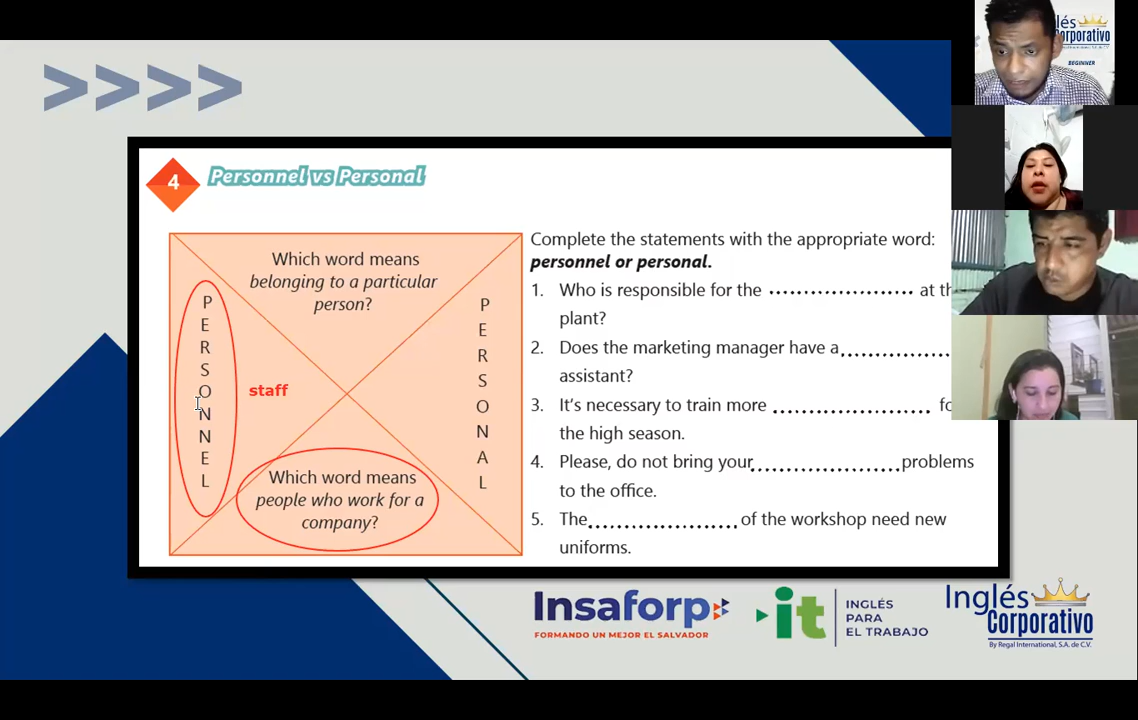 >>>>
4
Personnel vs Personal
Which word means
belonging to a particular
person?
PERSONNEL
staff
PERSONAL
Which word means
people who work for a
company?
Complete the statements with the appropriate word:
personnel or personal.
1. Who is responsible for the .................... at
plant?
2. Does the marketing manager have a....................
assistant?
3. It's necessary to train more ....................
the high season.
4. Please, do not bring your....................problems
to the office.
5. The....................of the workshop need new
uniforms.
Insaforp
FORMANDO UN MEJOR EL SALVADOR
it
INGLÉS
PARA
EL TRABAJO
Inglés
Corporativo
By Regal International, S.A. de C.V.
Corporativo
BEGINNER